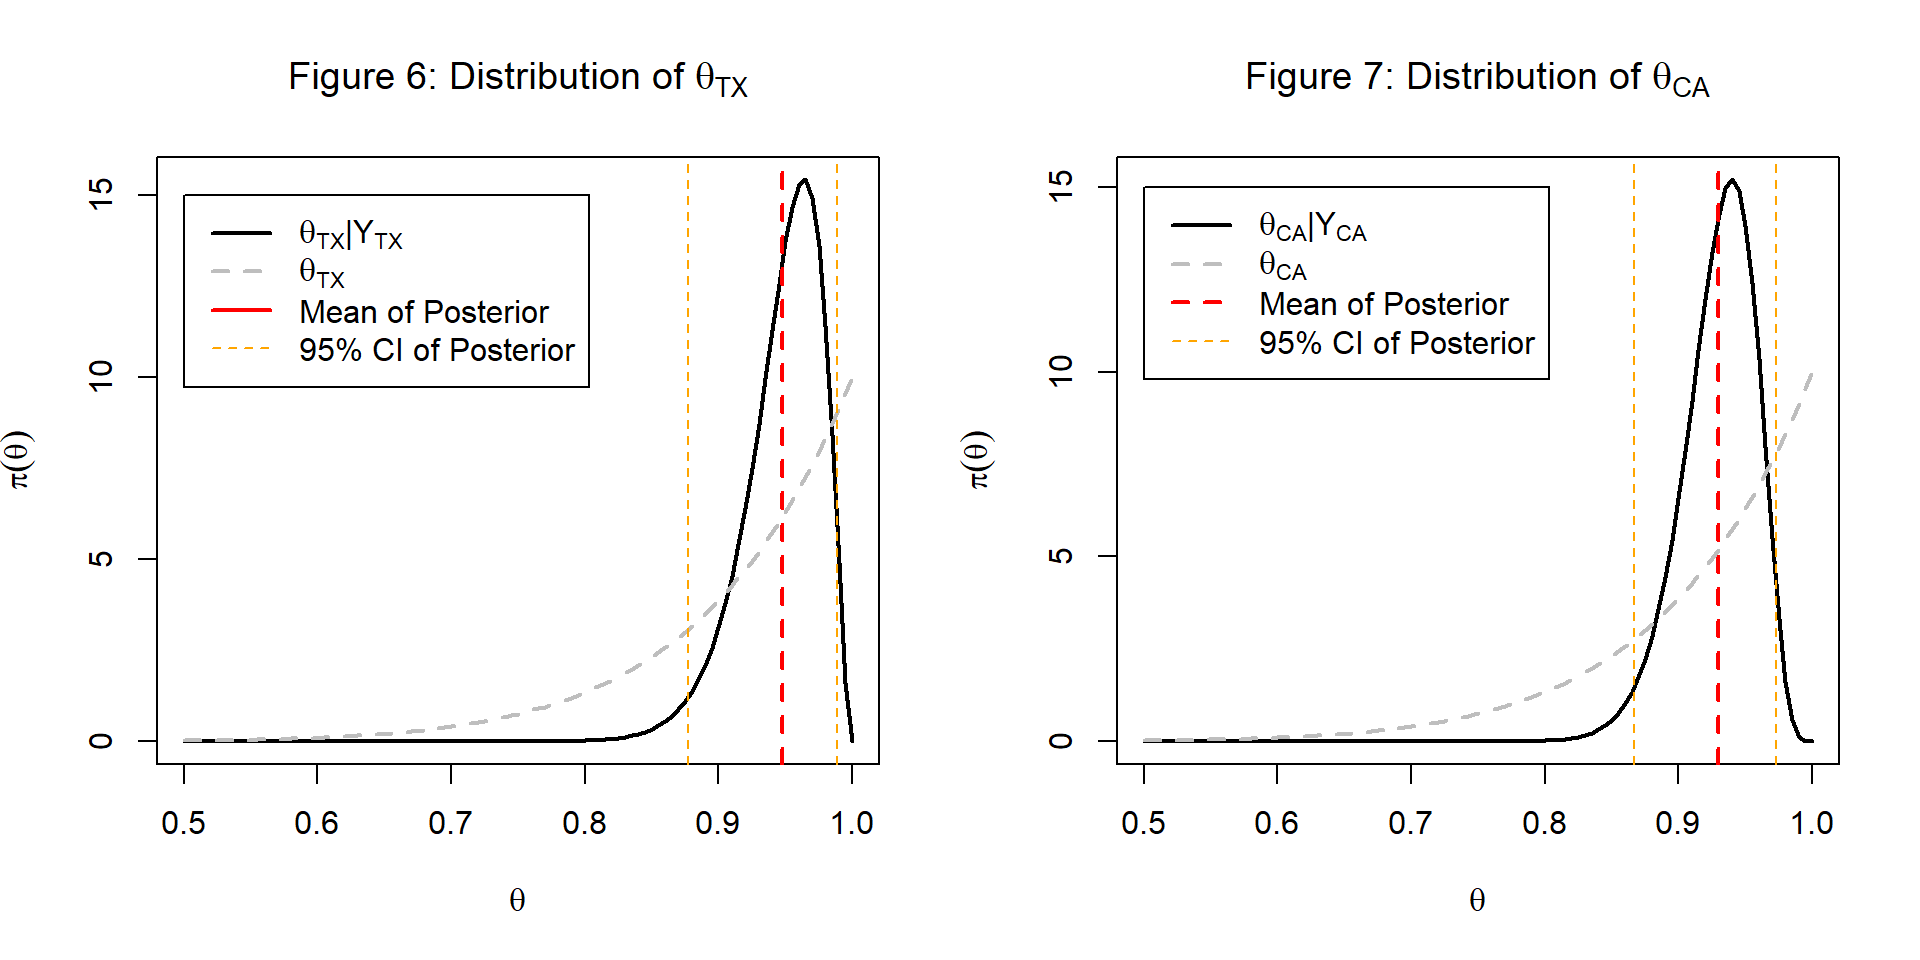 Figure 6: Distribution of θTX
15
10
5
0
π(θ)
θTX|YTX
θTX
Mean of Posterior
95% CI of Posterior
0.5 0.6 0.7 0.8 0.9 1.0
θ
Figure 7: Distribution of θCA
15
10
5
0
π(θ)
θCA|YCA
θCA
Mean of Posterior
95% CI of Posterior
0.5 0.6 0.7 0.8 0.9 1.0
θ